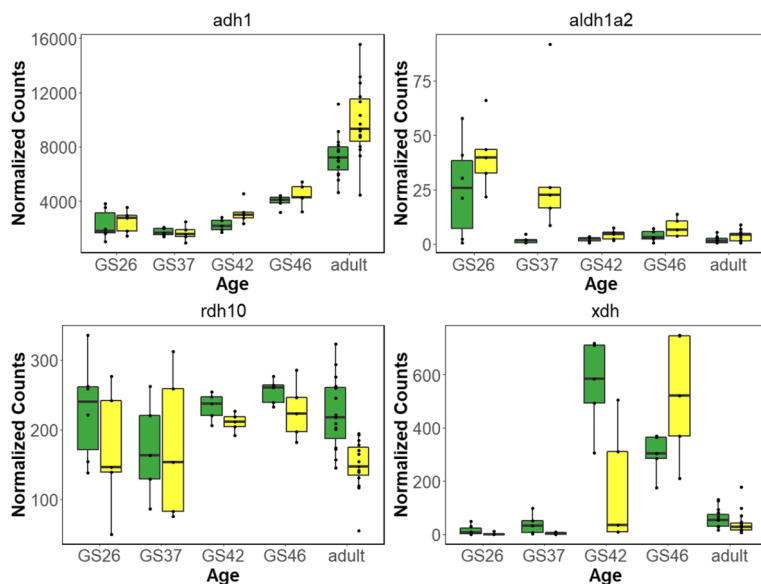 adh1
16000
12000
8000
4000
Normalized Counts
GS26 GS37 GS42 GS46 adult
Age
aldh1a2
75
50
25
0
Normalized Counts
GS26 GS37 GS42 GS46 adult
Age
rdh10
300
200
100
Normalized Counts
GS26 GS37 GS42 GS46 adult
Age
xdh
600
400
200
0
Normalized Counts
GS26 GS37 GS42 GS46 adult
Age